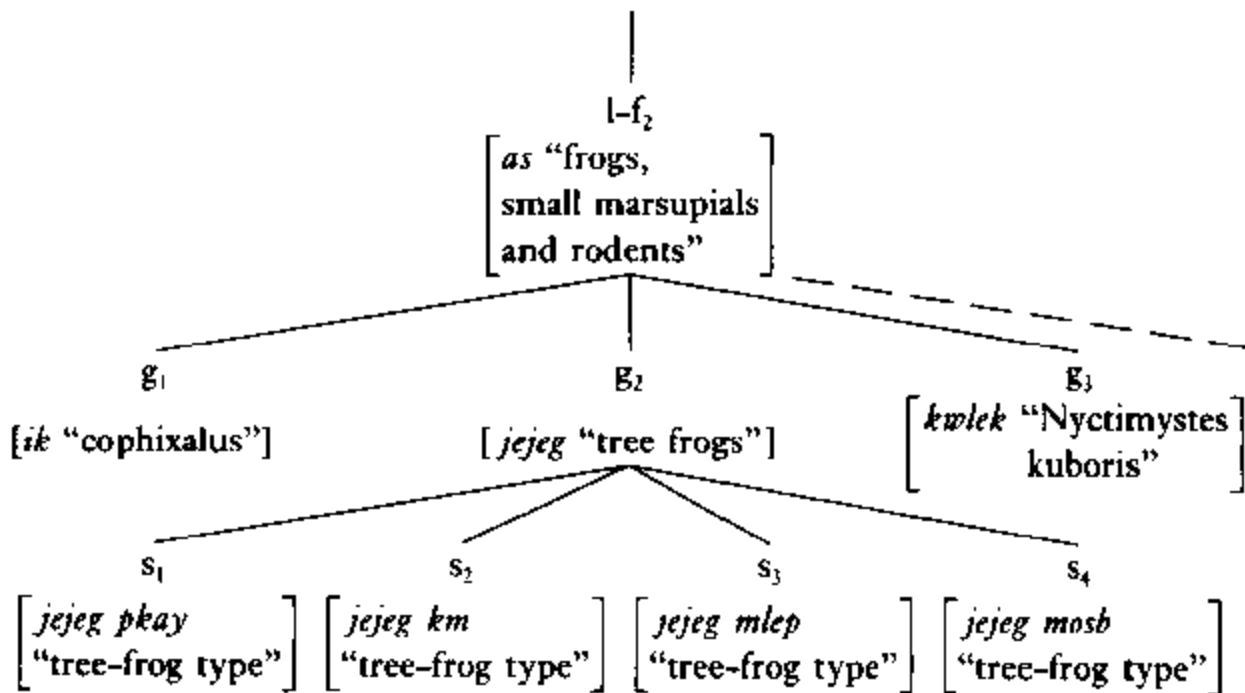 l–f₂
as “frogs,
small marsupials
and rodents”
g₁ g₂ g₃
[ik “cophixalus”] [jejeg “tree frogs”] [kwlek “Nyctimystes
kuboris”]
s₁ s₂ s₃ s₄
[jejeg pkay [jejeg km [jejeg mlep [jejeg mosb
“tree–frog type”] “tree–frog type”] “tree–frog type”] “tree–frog type”]